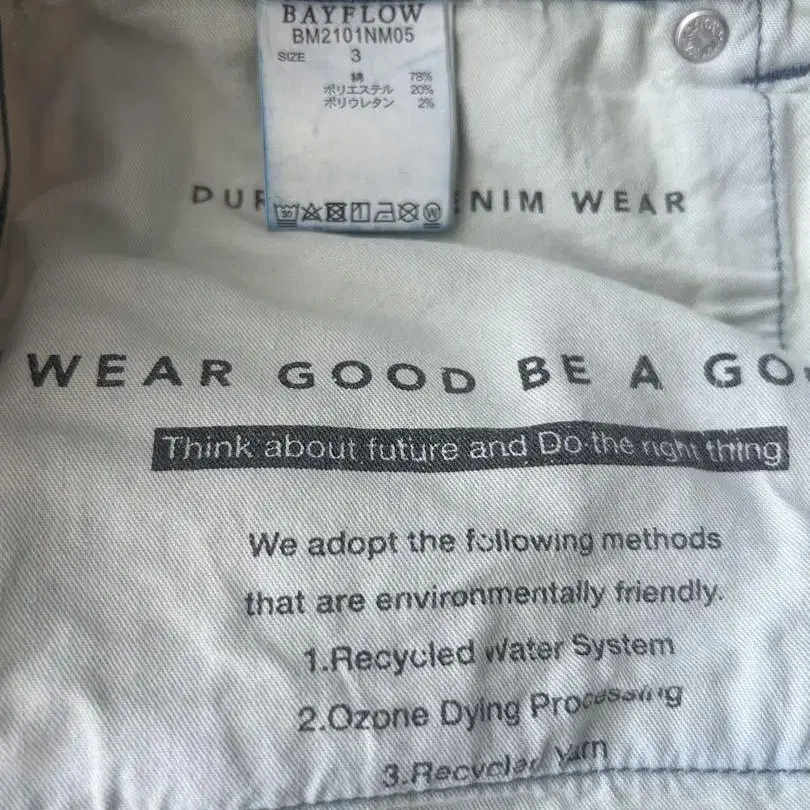 BAYFLOW
BM2101NM05
SIZE 3
綿 78%
ポリエステル 20%
ポリウレタン 2%
30
DUR ENIM WEAR
WEAR GOOD BE A GO
Think about future and Do the right thing
We adopt the following methods
that are environmentally friendly.
1.Recycled Water System
2.Ozone Dying Processing
3.Recycled Yarn